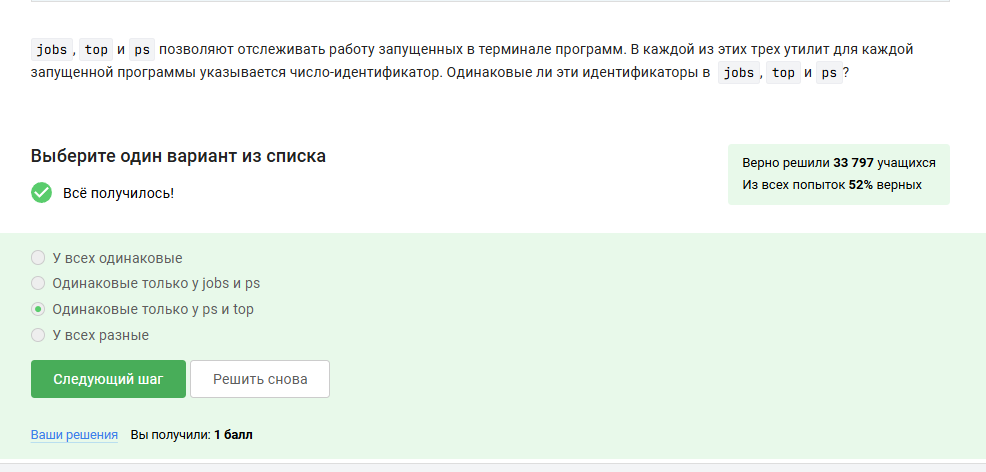 jobs, top и ps позволяют отслеживать работу запущенных в терминале программ. В каждой из этих трех утилит для каждой
запущенной программы указывается число-идентификатор. Одинаковые ли эти идентификаторы в jobs, top и ps?
Выберите один вариант из списка
Всё получилось!
Верно решили 33 797 учащихся
Из всех попыток 52% верных
У всех одинаковые
Одинаковые только у jobs и ps
Одинаковые только у ps и top
У всех разные
Следующий шаг Решить снова
Ваши решения Вы получили: 1 балл